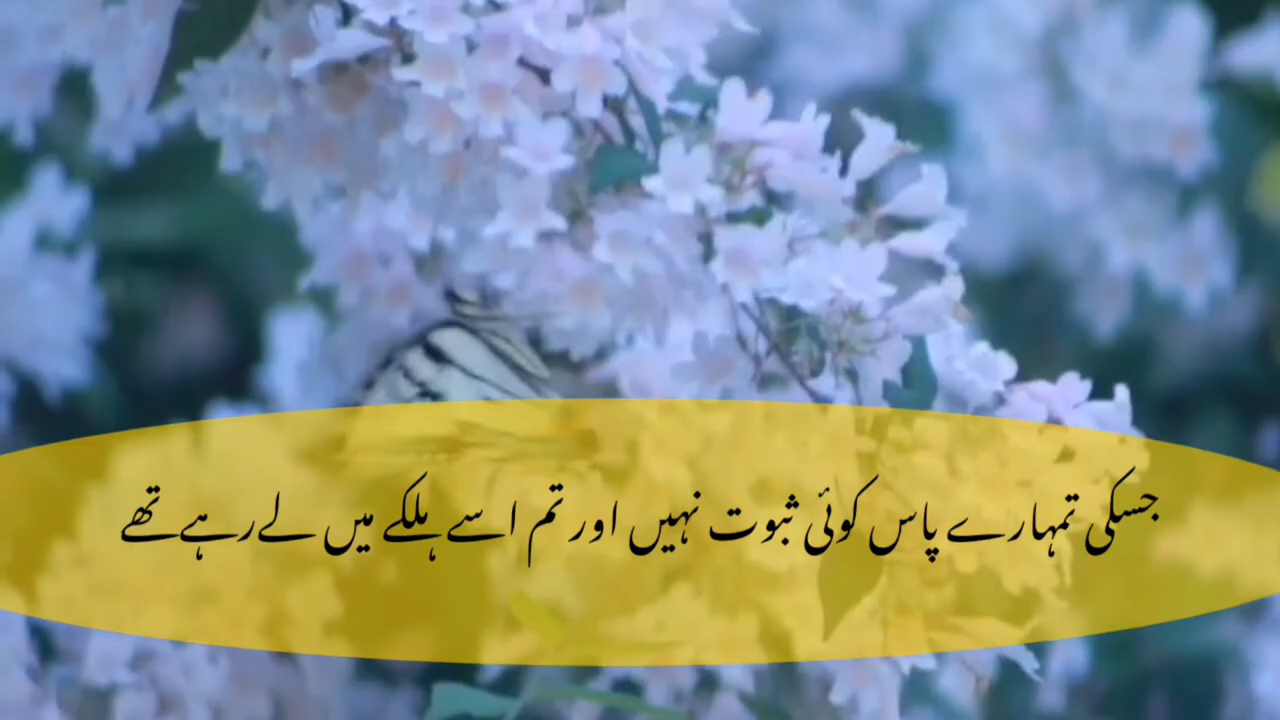 جسکی تمہارے پاس کوئی ثبوت نہیں اور تم اسے ہلکے میں لے رہے تھے